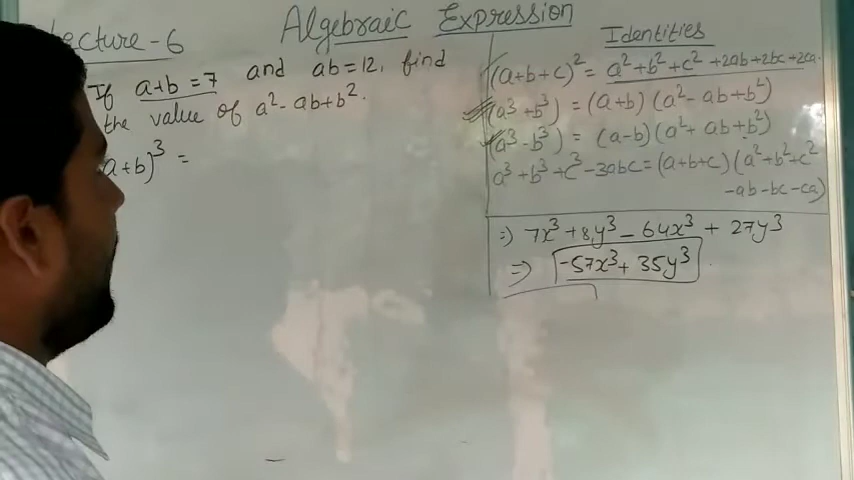 Algebraic Expression
Lecture - 6
If a+b = 7 and ab = 12, find
the value of a² - ab + b².
a+b)³ =
Identities
(a+b+c)² = a² + b² + c² + 2ab + 2bc + 2ca.
(a³ + b³) = (a+b) (a² - ab + b²)
(a³ - b³) = (a-b) (a² + ab + b²)
a³ + b³ + c³ - 3abc = (a+b+c) (a² + b² + c²
-ab - bc - ca)
⇒ 7x³ + 8y³ - 64x³ + 27y³
⇒ -57x³ + 35y³